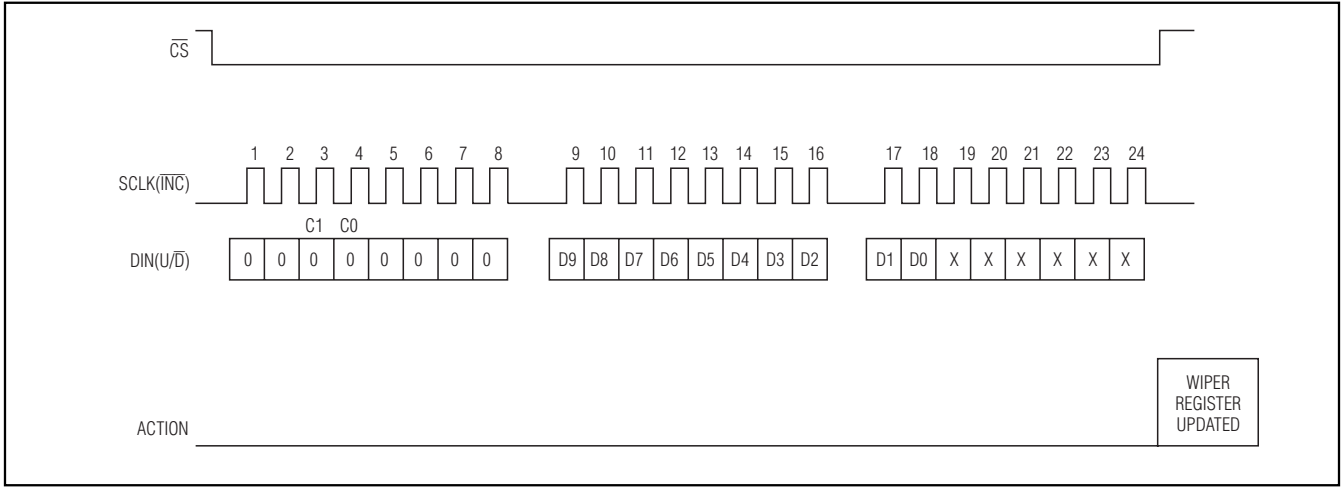 C̅S̅
1 2 3 4 5 6 7 8 9 10 11 12 13 14 15 16 17 18 19 20 21 22 23 24
SCLK(I̅N̅C̅)
C1 C0
DIN(U/D̅) 0 0 0 0 0 0 0 0 D9 D8 D7 D6 D5 D4 D3 D2 D1 D0 X X X X X X
WIPER
REGISTER
UPDATED
ACTION